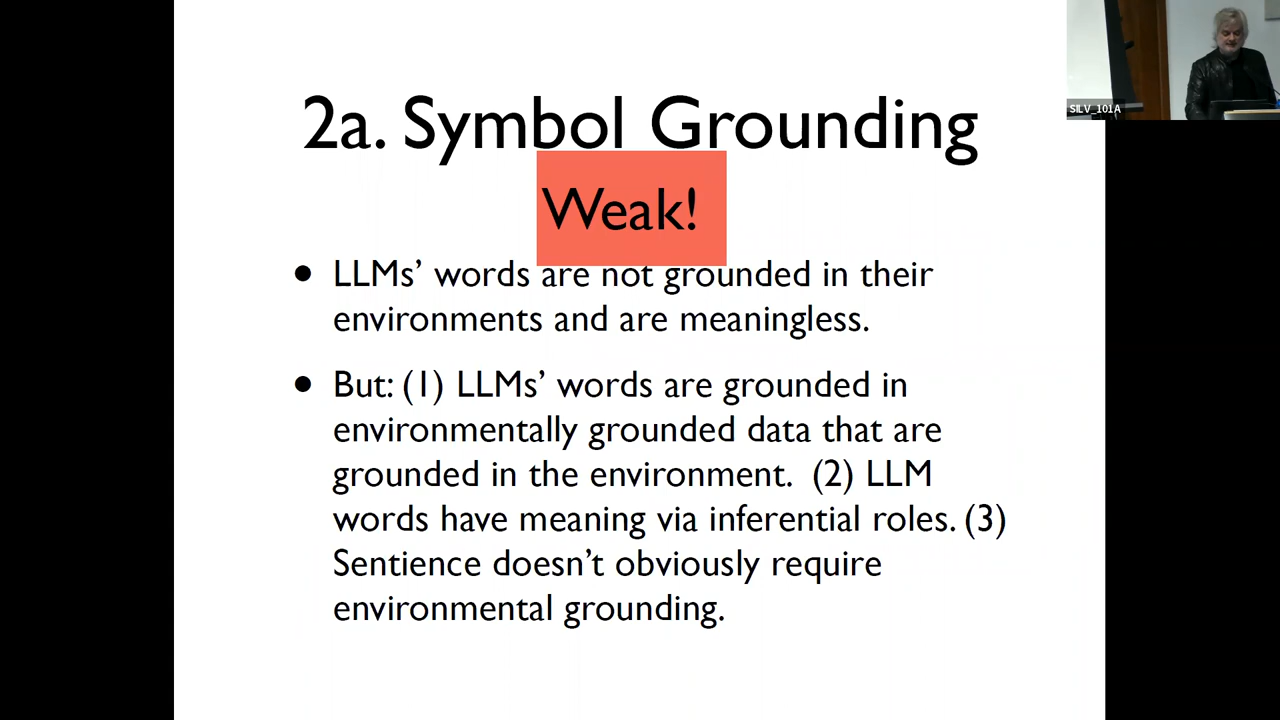 2a. Symbol Grounding
Weak!
• LLMs’ words are not grounded in their
environments and are meaningless.
• But: (1) LLMs’ words are grounded in
environmentally grounded data that are
grounded in the environment. (2) LLM
words have meaning via inferential roles. (3)
Sentience doesn’t obviously require
environmental grounding.
SILV_101A